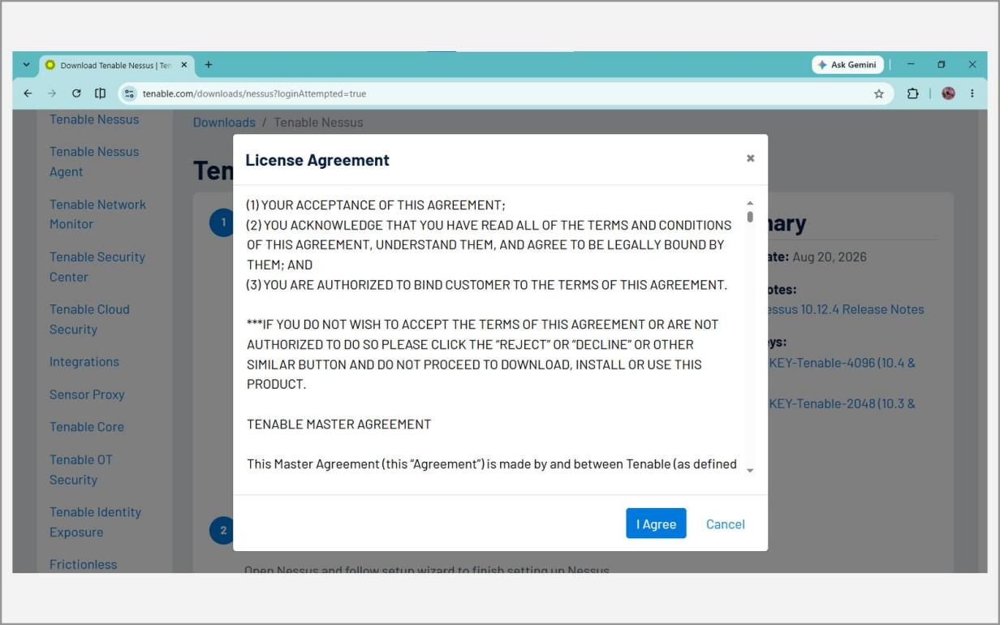 Download Tenable Nessus | Ten
Ask Gemini
tenable.com/downloads/nessus?loginAttempted=true
Tenable Nessus
Tenable Nessus
Agent
Tenable Network
Monitor
Tenable Security
Center
Tenable Cloud
Security
Integrations
Sensor Proxy
Tenable Core
Tenable OT
Security
Tenable Identity
Exposure
Frictionless
Downloads / Tenable Nessus
Ten
1
License Agreement
(1) YOUR ACCEPTANCE OF THIS AGREEMENT;
(2) YOU ACKNOWLEDGE THAT YOU HAVE READ ALL OF THE TERMS AND CONDITIONS
OF THIS AGREEMENT, UNDERSTAND THEM, AND AGREE TO BE LEGALLY BOUND BY
THEM; AND
(3) YOU ARE AUTHORIZED TO BIND CUSTOMER TO THE TERMS OF THIS AGREEMENT.
***IF YOU DO NOT WISH TO ACCEPT THE TERMS OF THIS AGREEMENT OR ARE NOT
AUTHORIZED TO DO SO PLEASE CLICK THE “REJECT” OR “DECLINE” OR OTHER
SIMILAR BUTTON AND DO NOT PROCEED TO DOWNLOAD, INSTALL OR USE THIS
PRODUCT.
TENABLE MASTER AGREEMENT
This Master Agreement (this “Agreement”) is made by and between Tenable (as defined
I Agree
Cancel
mary
ate: Aug 20, 2026
otes:
essus 10.12.4 Release Notes
ys:
KEY-Tenable-4096 (10.4 &
KEY-Tenable-2048 (10.3 &
2
Open Nessus and follow setup wizard to finish setting up Nessus